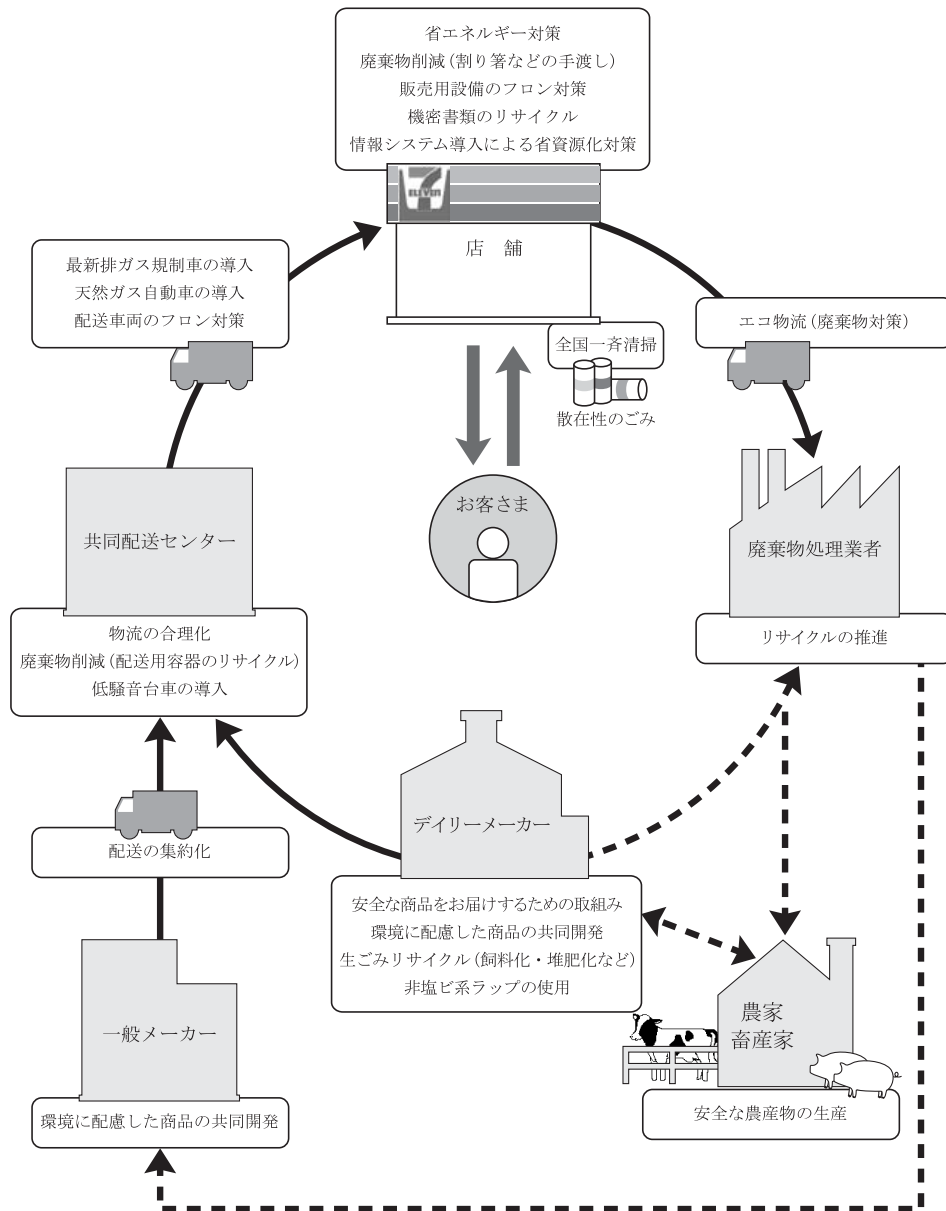 省エネルギー対策
廃棄物削減（割り箸などの手渡し）
販売用設備のフロン対策
機密書類のリサイクル
情報システム導入による省資源化対策
7
ELEVEN
店　舗
最新排ガス規制車の導入
天然ガス自動車の導入
配送車両のフロン対策
エコ物流（廃棄物対策）
全国一斉清掃
散在性のごみ
お客さま
共同配送センター
廃棄物処理業者
物流の合理化
廃棄物削減（配送用容器のリサイクル）
低騒音台車の導入
リサイクルの推進
デイリーメーカー
配送の集約化
安全な商品をお届けするための取組み
環境に配慮した商品の共同開発
生ごみリサイクル（飼料化・堆肥化など）
非塩ビ系ラップの使用
一般メーカー
農家
畜産家
環境に配慮した商品の共同開発
安全な農産物の生産